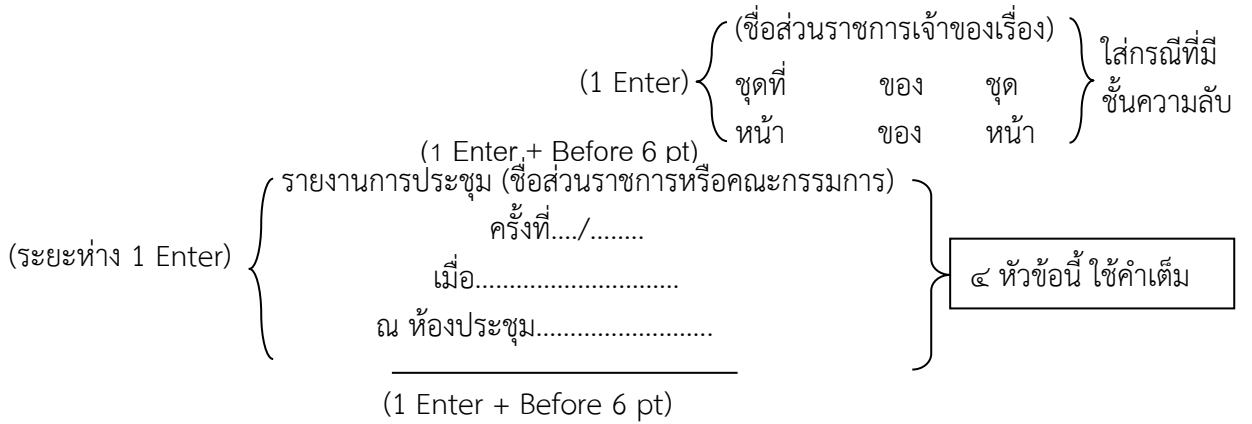 (ชื่อส่วนราชการเจ้าของเรื่อง)
ใส่กรณีที่มี
(1 Enter) ชุดที่ ของ ชุด
ชั้นความลับ
หน้า ของ หน้า
(1 Enter + Before 6 pt)
รายงานการประชุม (ชื่อส่วนราชการหรือคณะกรรมการ)
ครั้งที่..../........
(ระยะห่าง 1 Enter)
เมื่อ............................
๔ หัวข้อนี้ ใช้คำเต็ม
ณ ห้องประชุม.........................
(1 Enter + Before 6 pt)